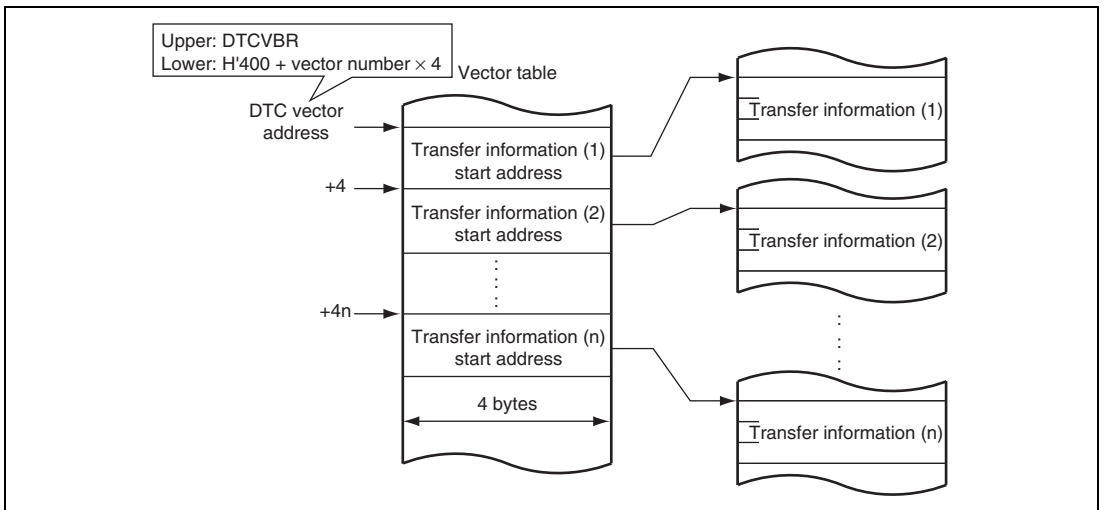 Upper: DTCVBR
Lower: H'400 + vector number × 4
Vector table
DTC vector
address
Transfer information (1)
start address
+4
Transfer information (2)
start address
+4n
Transfer information (n)
start address
4 bytes
Transfer information (1)
Transfer information (2)
Transfer information (n)